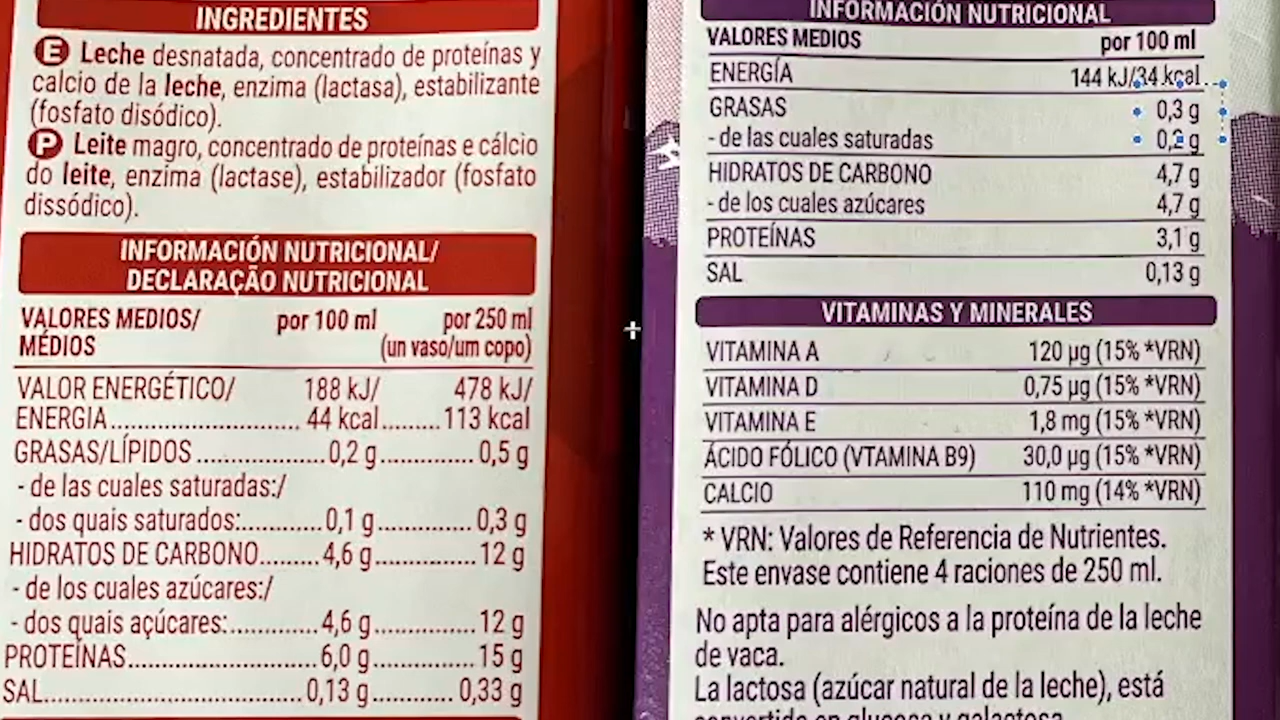 INGREDIENTES
E Leche desnatada, concentrado de proteínas y
calcio de la leche, enzima (lactasa), estabilizante
(fosfato disódico).
P Leite magro, concentrado de proteínas e cálcio
do leite, enzima (lactase), estabilizador (fosfato
dissódico).
INFORMACIÓN NUTRICIONAL/
DECLARAÇÃO NUTRICIONAL
VALORES MEDIOS/ por 100 ml por 250 ml
MÉDIOS (un vaso/um copo)
VALOR ENERGÉTICO/ 188 kJ/ 478 kJ/
ENERGIA.......................... 44 kcal.........113 kcal
GRASAS/LÍPIDOS .................. 0,2 g............... 0,5 g
- de las cuales saturadas:/
- dos quais saturados:............0,1 g............... 0,3 g
HIDRATOS DE CARBONO.........4,6 g............... 12 g
- de los cuales azúcares:/
- dos quais açúcares:............. 4,6 g............... 12 g
PROTEÍNAS.......................... 6,0 g............... 15 g
SAL..................................... 0,13 g............. 0,33 g
INFORMACIÓN NUTRICIONAL
VALORES MEDIOS por 100 ml
ENERGÍA 144 kJ/34 kcal
GRASAS 0,3 g
- de las cuales saturadas 0,2 g
HIDRATOS DE CARBONO 4,7 g
- de los cuales azúcares 4,7 g
PROTEÍNAS 3,1 g
SAL 0,13 g
VITAMINAS Y MINERALES
VITAMINA A 120 µg (15% *VRN)
VITAMINA D 0,75 µg (15% *VRN)
VITAMINA E 1,8 mg (15% *VRN)
ÁCIDO FÓLICO (VTAMINA B9) 30,0 µg (15% *VRN)
CALCIO 110 mg (14% *VRN)
* VRN: Valores de Referencia de Nutrientes.
Este envase contiene 4 raciones de 250 ml.
No apta para alérgicos a la proteína de la leche
de vaca.
La lactosa (azúcar natural de la leche), está
convertida en glucosa y galactosa